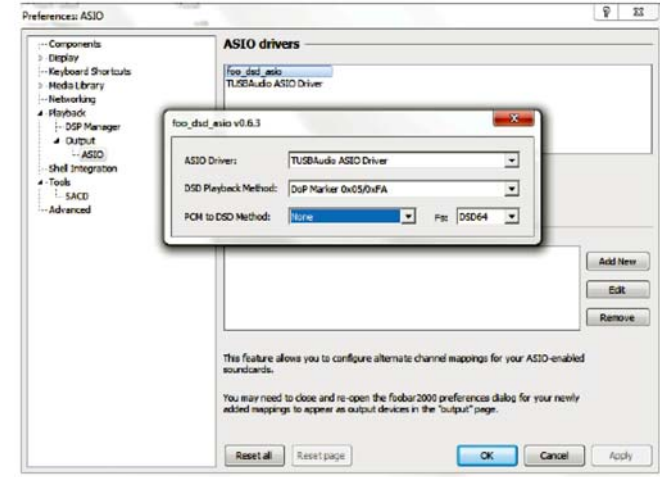 Preferences: ASIO
Components
Display
Keyboard Shortcuts
Media Library
Networking
Playback
DSP Manager
Output
ASIO
Shell Integration
Tools
SACD
Advanced
ASIO drivers
foo_dsd_asio
TUSBAudio ASIO Driver
foo_dsd_asio v0.6.3
ASIO Driver: TUSBAudio ASIO Driver
DSD Playback Method: DoP Marker 0x05/0xFA
PCM to DSD Method: None Fs: DSD64
Add New
Edit
Remove
This feature allows you to configure alternate channel mappings for your ASIO-enabled
soundcards.
You may need to close and re-open the foobar2000 preferences dialog for your newly
added mappings to appear as output devices in the "output" page.
Reset all Reset page OK Cancel Apply